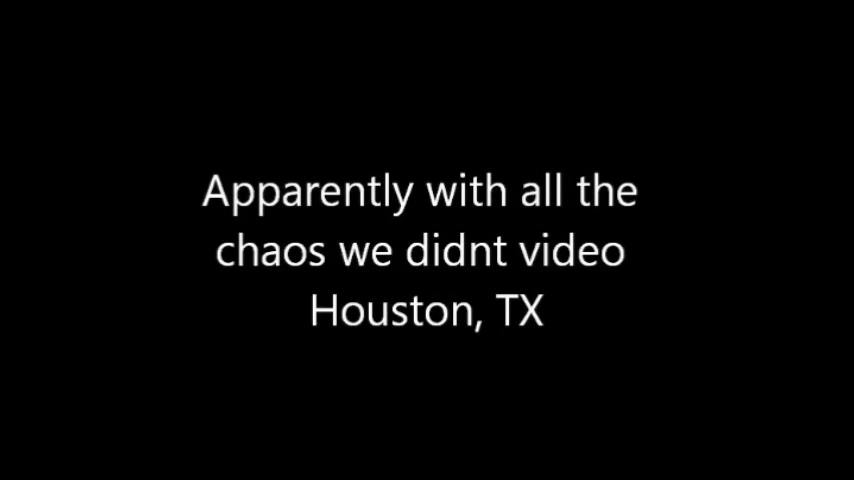 Apparently with all the
chaos we didnt video
Houston, TX